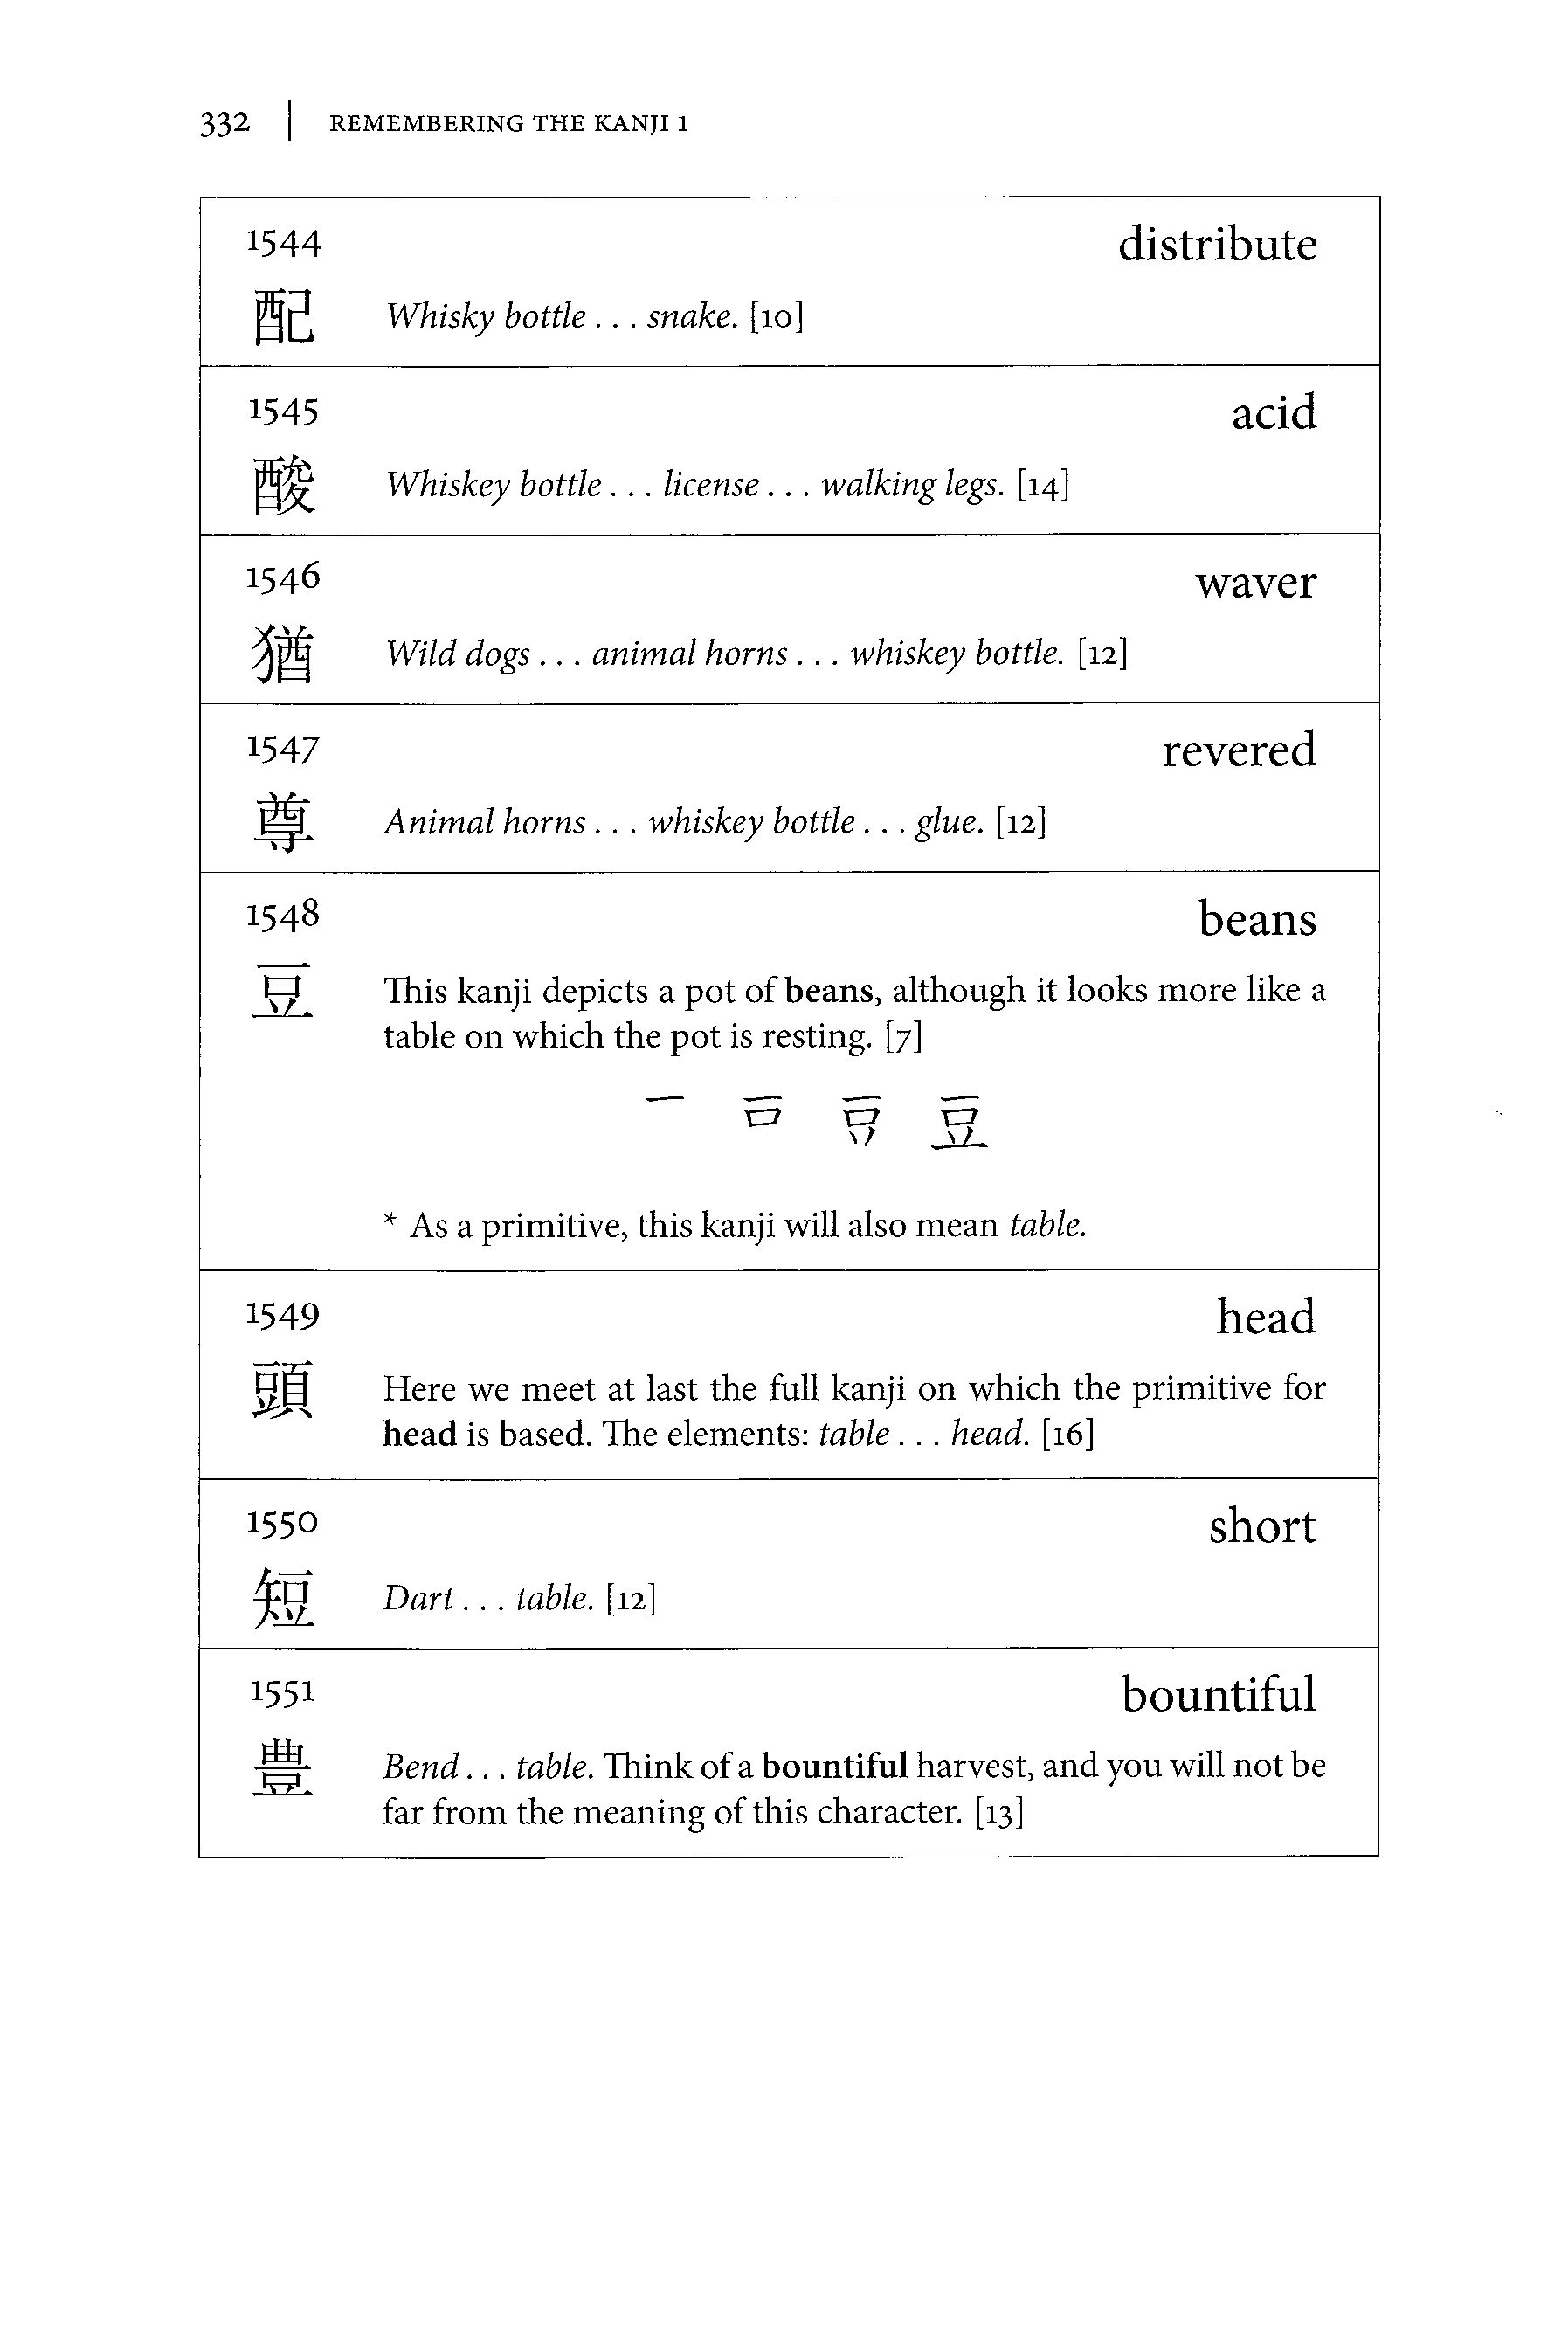 332 | REMEMBERING THE KANJI 1
1544 distribute
配 Whisky bottle . . . snake. [10]
1545 acid
酸 Whiskey bottle . . . license . . . walking legs. [14]
1546 waver
猶 Wild dogs . . . animal horns . . . whiskey bottle. [12]
1547 revered
尊 Animal horns . . . whiskey bottle . . . glue. [12]
1548 beans
豆 This kanji depicts a pot of beans, although it looks more like a
table on which the pot is resting. [7]
* As a primitive, this kanji will also mean table.
1549 head
頭 Here we meet at last the full kanji on which the primitive for
head is based. The elements: table . . . head. [16]
1550 short
短 Dart . . . table. [12]
1551 bountiful
豊 Bend . . . table. Think of a bountiful harvest, and you will not be
far from the meaning of this character. [13]